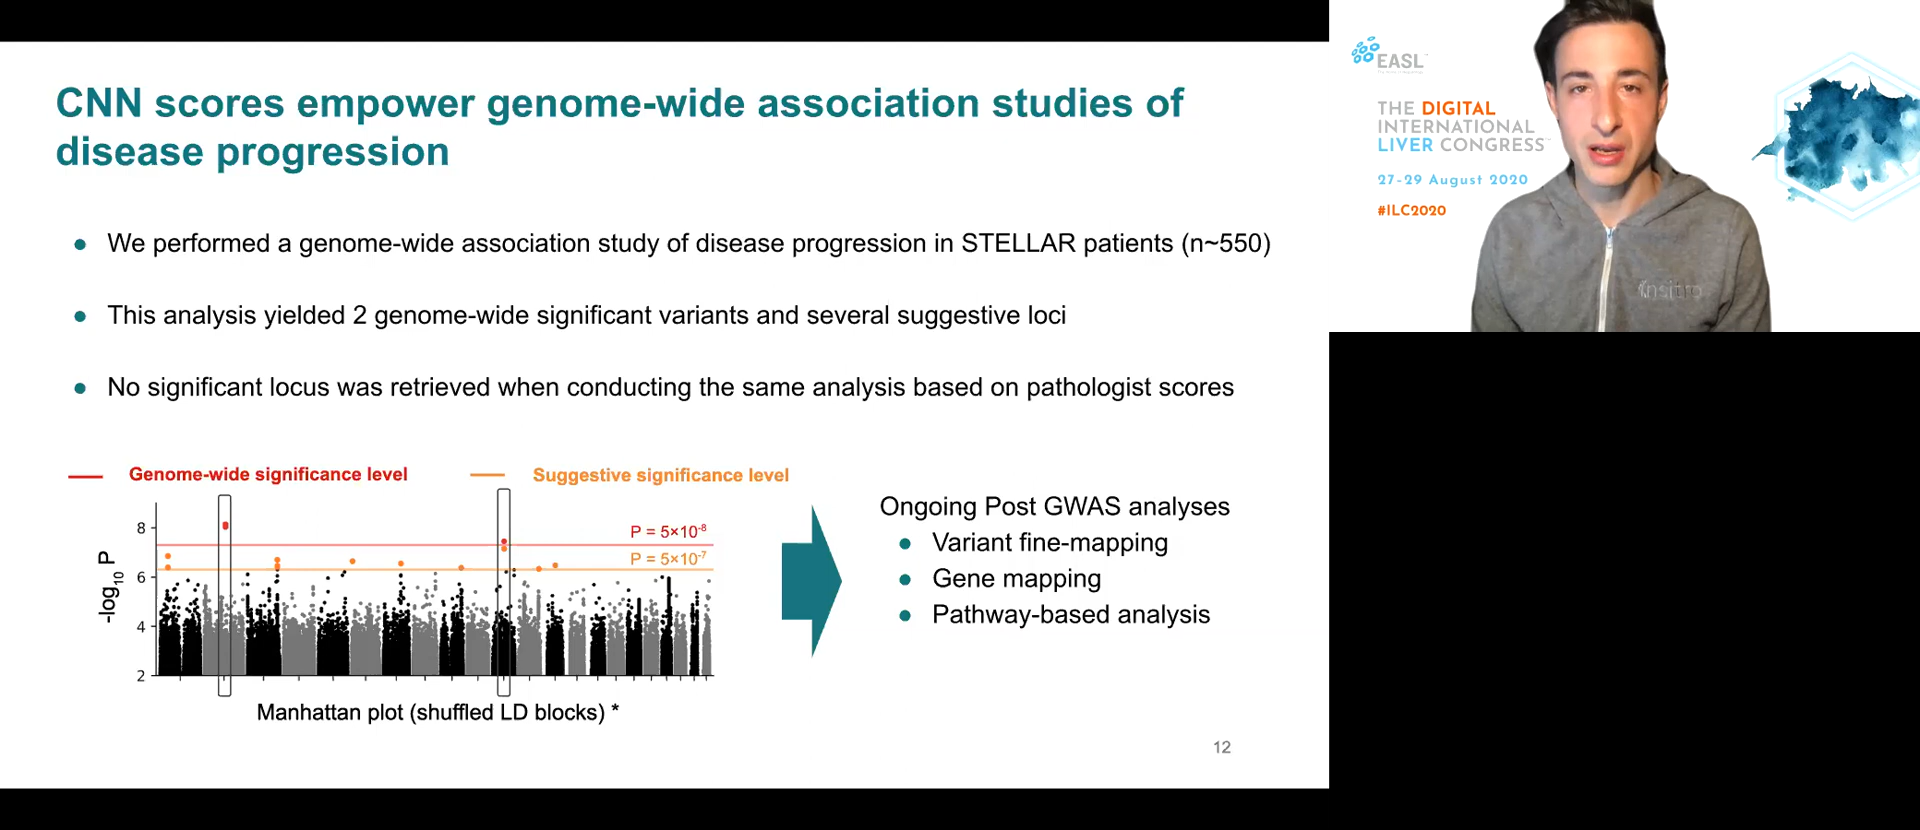 CNN scores empower genome-wide association studies of
disease progression
● We performed a genome-wide association study of disease progression in STELLAR patients (n~550)
● This analysis yielded 2 genome-wide significant variants and several suggestive loci
● No significant locus was retrieved when conducting the same analysis based on pathologist scores
Genome-wide significance level
Suggestive significance level
P = 5×10⁻⁸
P = 5×10⁻⁷
-log₁₀ P
8
6
4
2
Manhattan plot (shuffled LD blocks) *
Ongoing Post GWAS analyses
● Variant fine-mapping
● Gene mapping
● Pathway-based analysis
12
EASL
THE DIGITAL
INTERNATIONAL
LIVER CONGRESS™
27-29 August 2020
#ILC2020
insitro